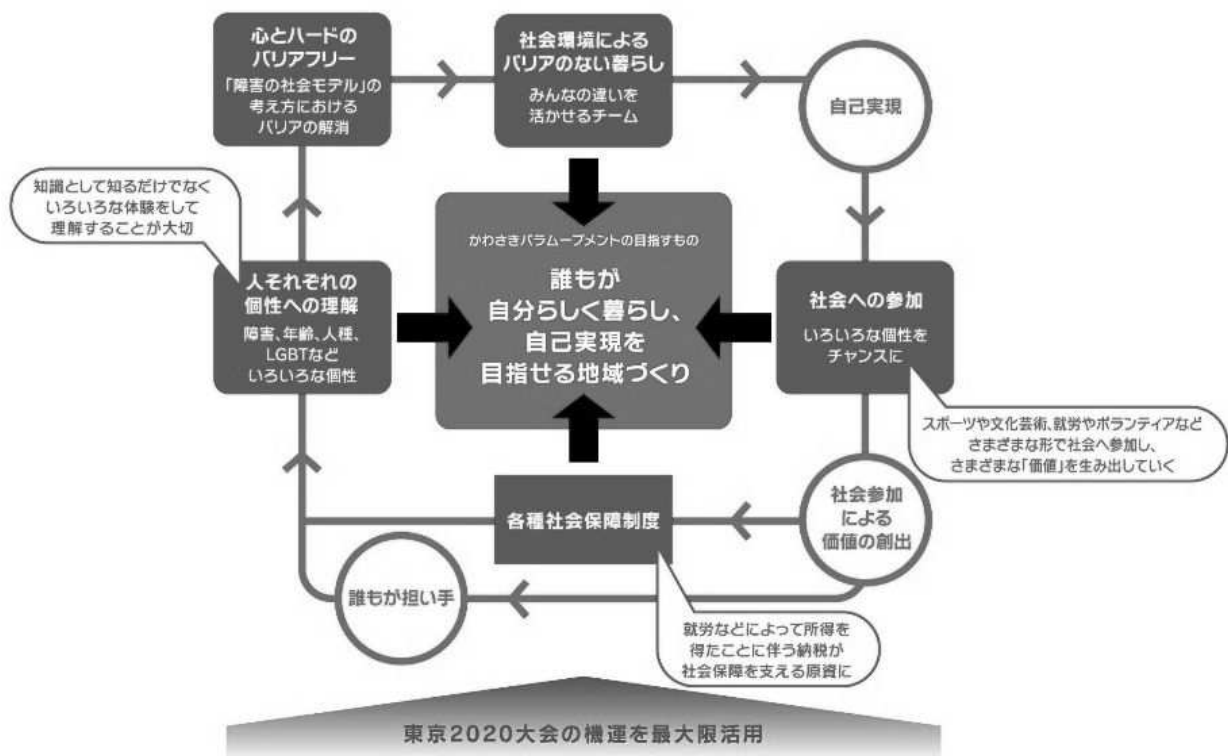 心とハードの
バリアフリー
「障害の社会モデル」の
考え方における
バリアの解消
社会環境による
バリアのない暮らし
みんなの違いを
活かせるチーム
自己実現
知識として知るだけでなく
いろいろな体験をして
理解することが大切
人それぞれの
個性への理解
障害、年齢、人種、
LGBTなど
いろいろな個性
かわさきパラムーブメントの目指すもの
誰もが
自分らしく暮らし、
自己実現を
目指せる地域づくり
社会への参加
いろいろな個性を
チャンスに
スポーツや文化芸術、就労やボランティアなど
さまざまな形で社会へ参加し、
さまざまな「価値」を生み出していく
各種社会保障制度
社会参加
による
価値の創出
誰もが担い手
就労などによって所得を
得たことに伴う納税が
社会保障を支える原資に
東京2020大会の機運を最大限活用